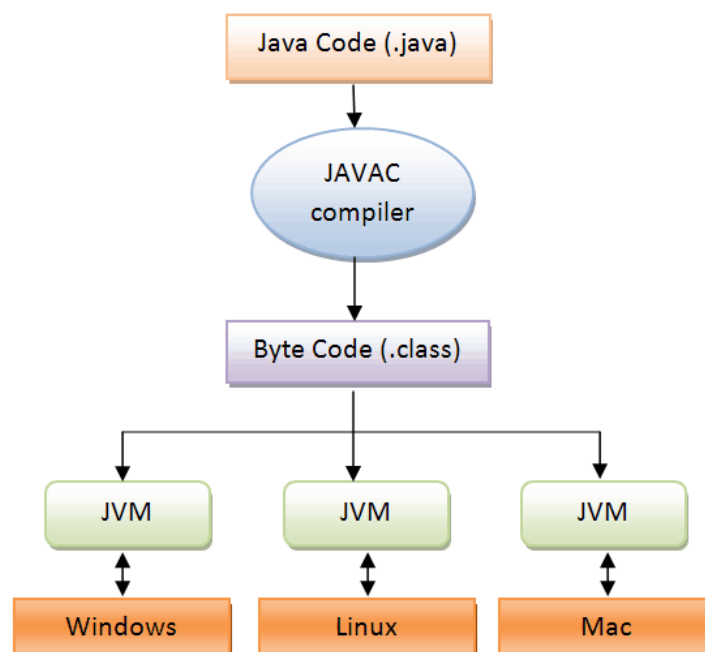 Java Code (.java)
JAVAC
compiler
Byte Code (.class)
JVM
JVM
JVM
Windows
Linux
Mac